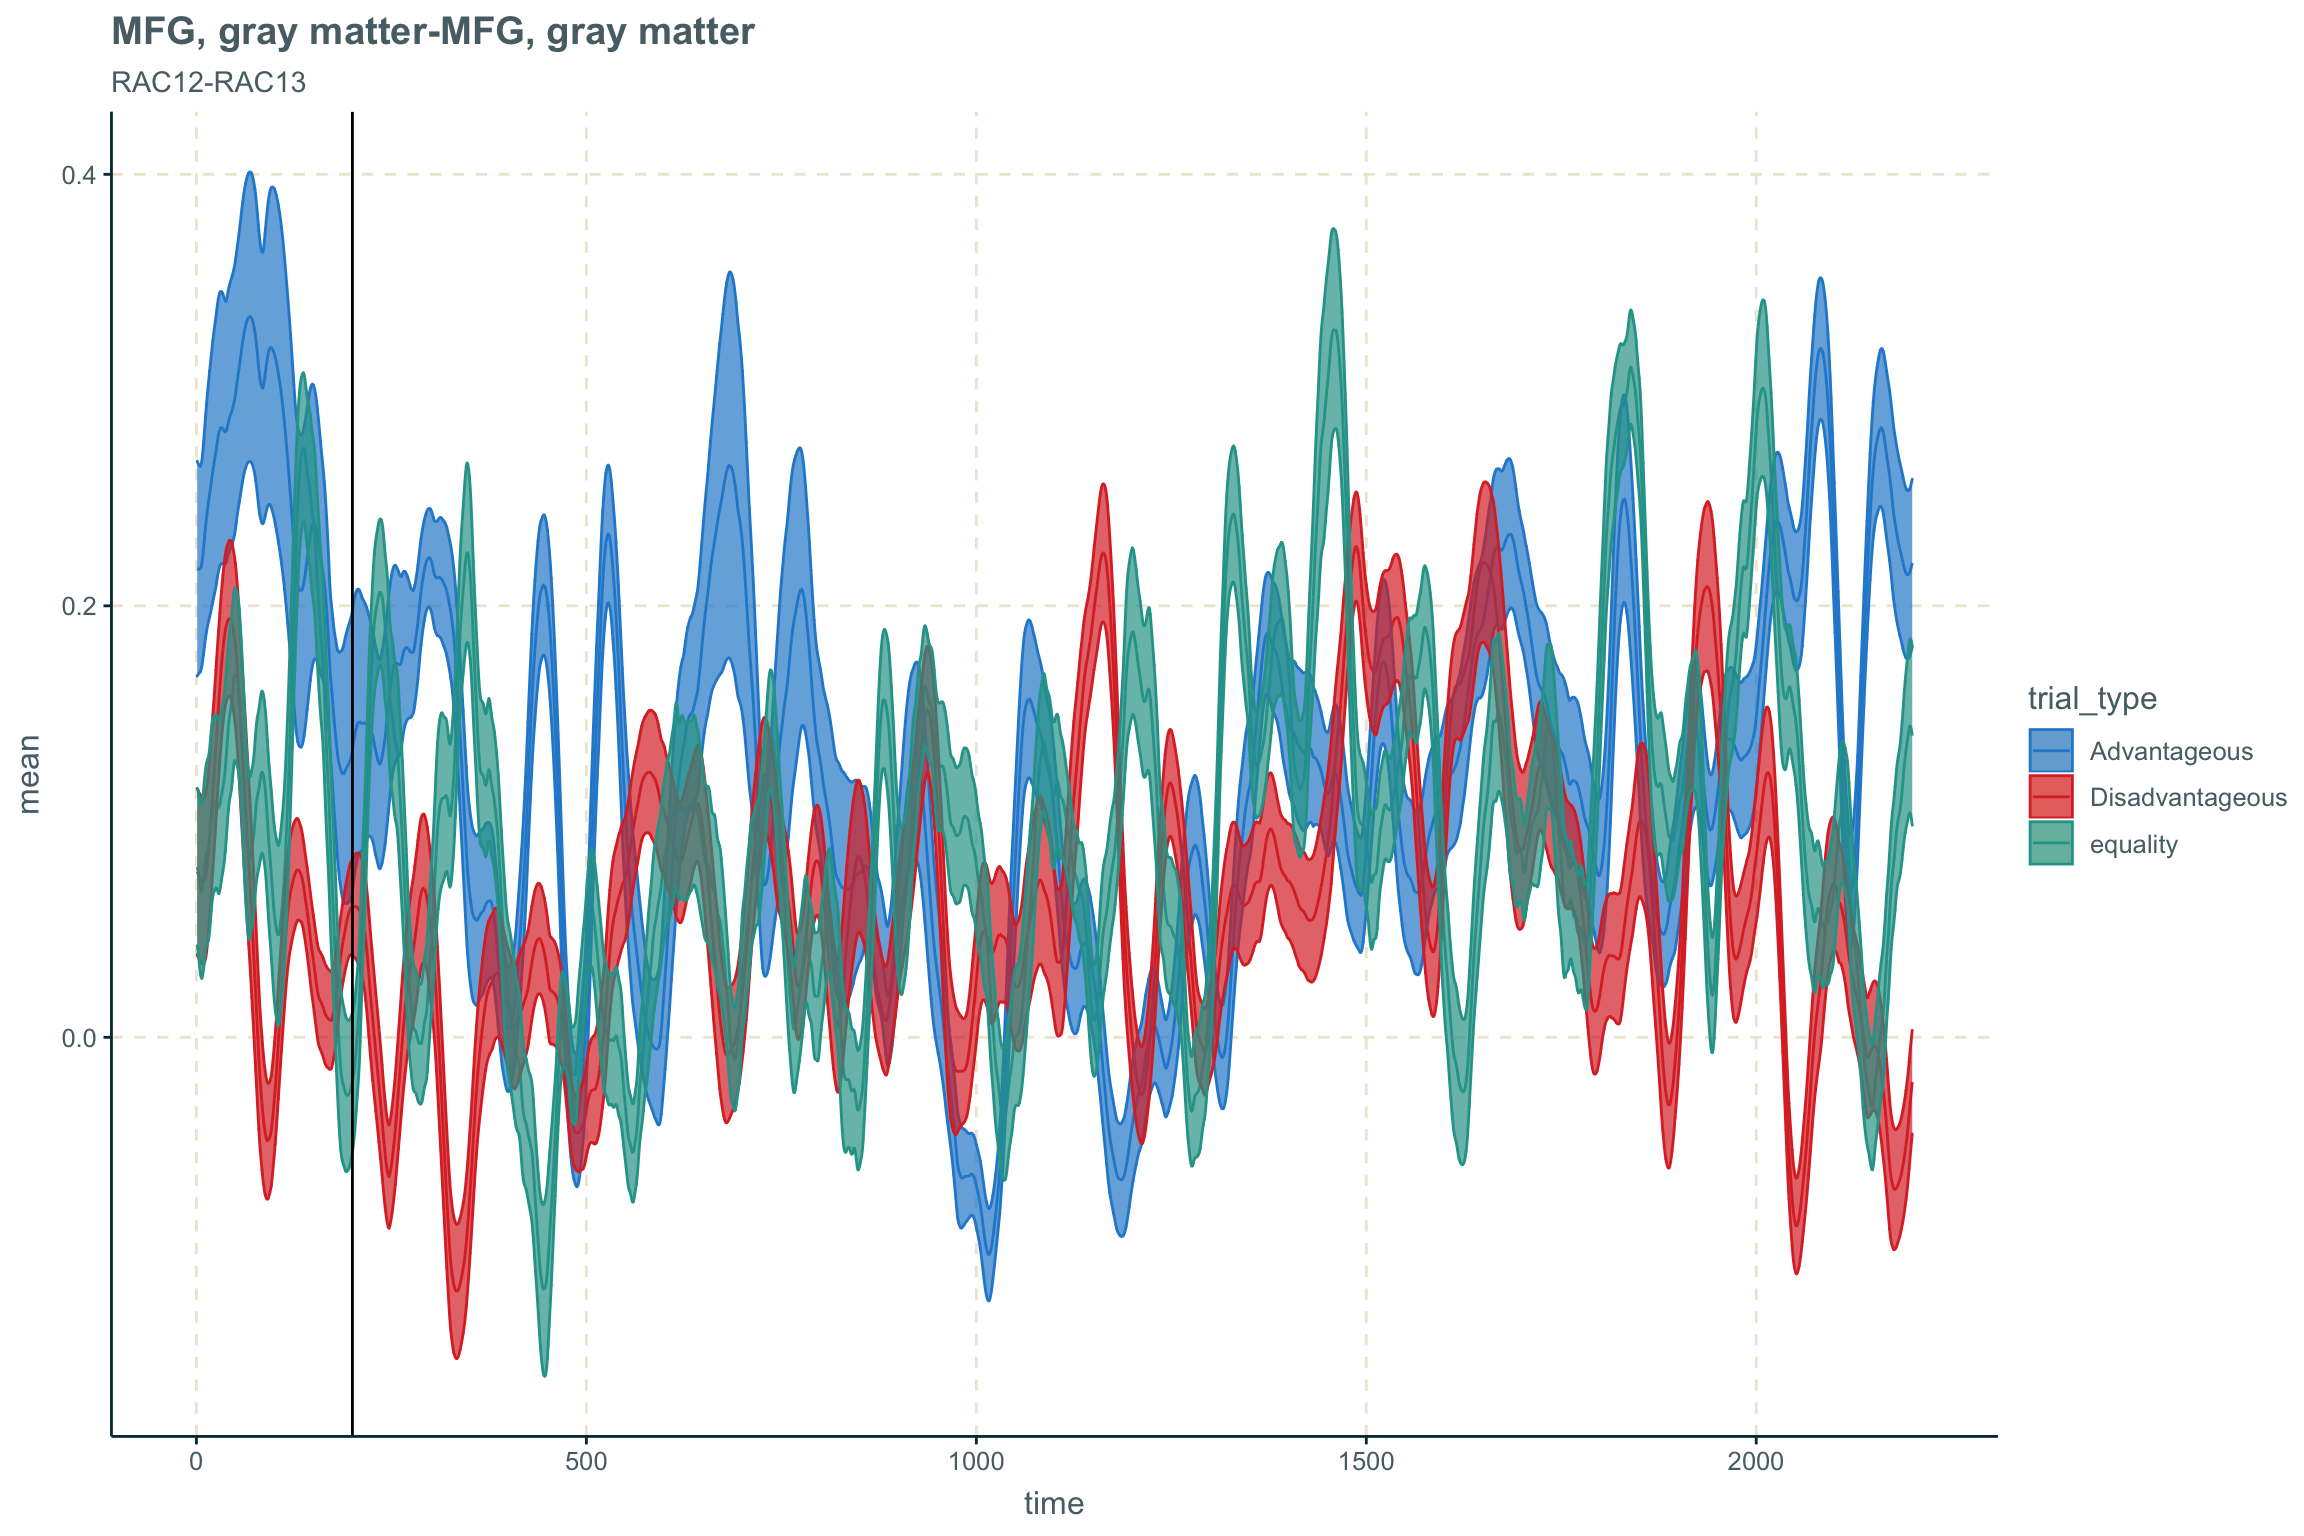 MFG, gray matter-MFG, gray matter
RAC12-RAC13
mean
0.4
0.2
0.0
0
500
1000
1500
2000
time
trial_type
Advantageous
Disadvantageous
equality